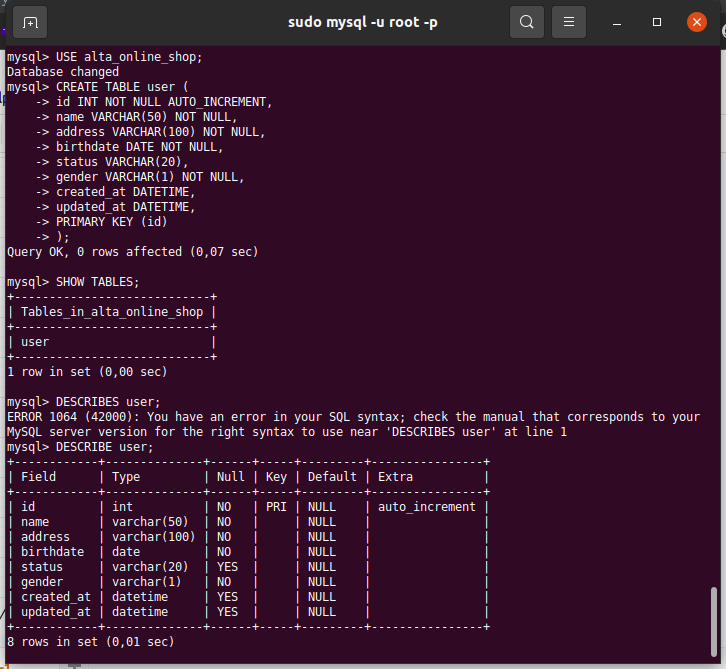 sudo mysql -u root -p
mysql> USE alta_online_shop;
Database changed
mysql> CREATE TABLE user (
    -> id INT NOT NULL AUTO_INCREMENT,
    -> name VARCHAR(50) NOT NULL,
    -> address VARCHAR(100) NOT NULL,
    -> birthdate DATE NOT NULL,
    -> status VARCHAR(20),
    -> gender VARCHAR(1) NOT NULL,
    -> created_at DATETIME,
    -> updated_at DATETIME,
    -> PRIMARY KEY (id)
    -> );
Query OK, 0 rows affected (0,07 sec)

mysql> SHOW TABLES;
+----------------------------+
| Tables_in_alta_online_shop |
+----------------------------+
| user                       |
+----------------------------+
1 row in set (0,00 sec)

mysql> DESCRIBES user;
ERROR 1064 (42000): You have an error in your SQL syntax; check the manual that corresponds to your
MySQL server version for the right syntax to use near 'DESCRIBES user' at line 1
mysql> DESCRIBE user;
+------------+--------------+------+-----+---------+----------------+
| Field      | Type         | Null | Key | Default | Extra          |
+------------+--------------+------+-----+---------+----------------+
| id         | int          | NO   | PRI | NULL    | auto_increment |
| name       | varchar(50)  | NO   |     | NULL    |                |
| address    | varchar(100) | NO   |     | NULL    |                |
| birthdate  | date         | NO   |     | NULL    |                |
| status     | varchar(20)  | YES  |     | NULL    |                |
| gender     | varchar(1)   | NO   |     | NULL    |                |
| created_at | datetime     | YES  |     | NULL    |                |
| updated_at | datetime     | YES  |     | NULL    |                |
+------------+--------------+------+-----+---------+----------------+
8 rows in set (0,01 sec)